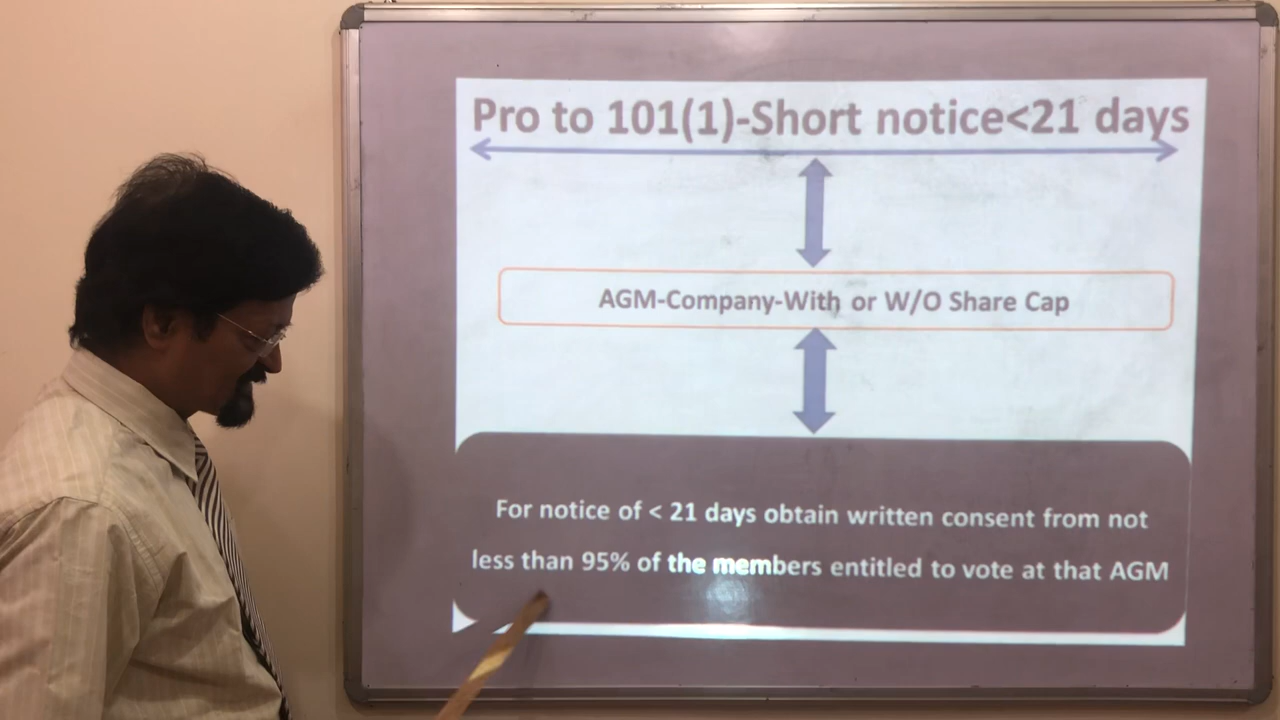 Pro to 101(1)-Short notice<21 days
AGM-Company-With or W/O Share Cap
For notice of < 21 days obtain written consent from not
less than 95% of the members entitled to vote at that AGM